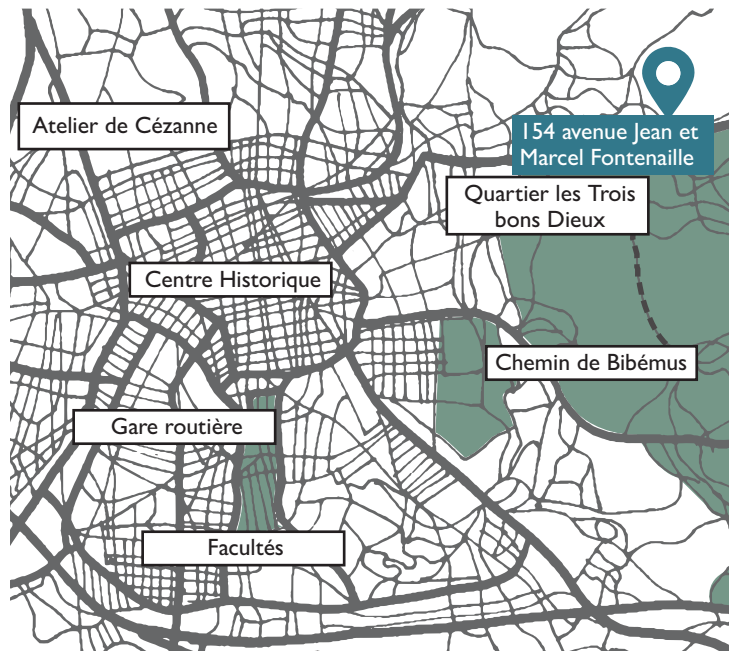 Atelier de Cézanne
154 avenue Jean et
Marcel Fontenaille
Quartier les Trois
bons Dieux
Centre Historique
Chemin de Bibémus
Gare routière
Facultés